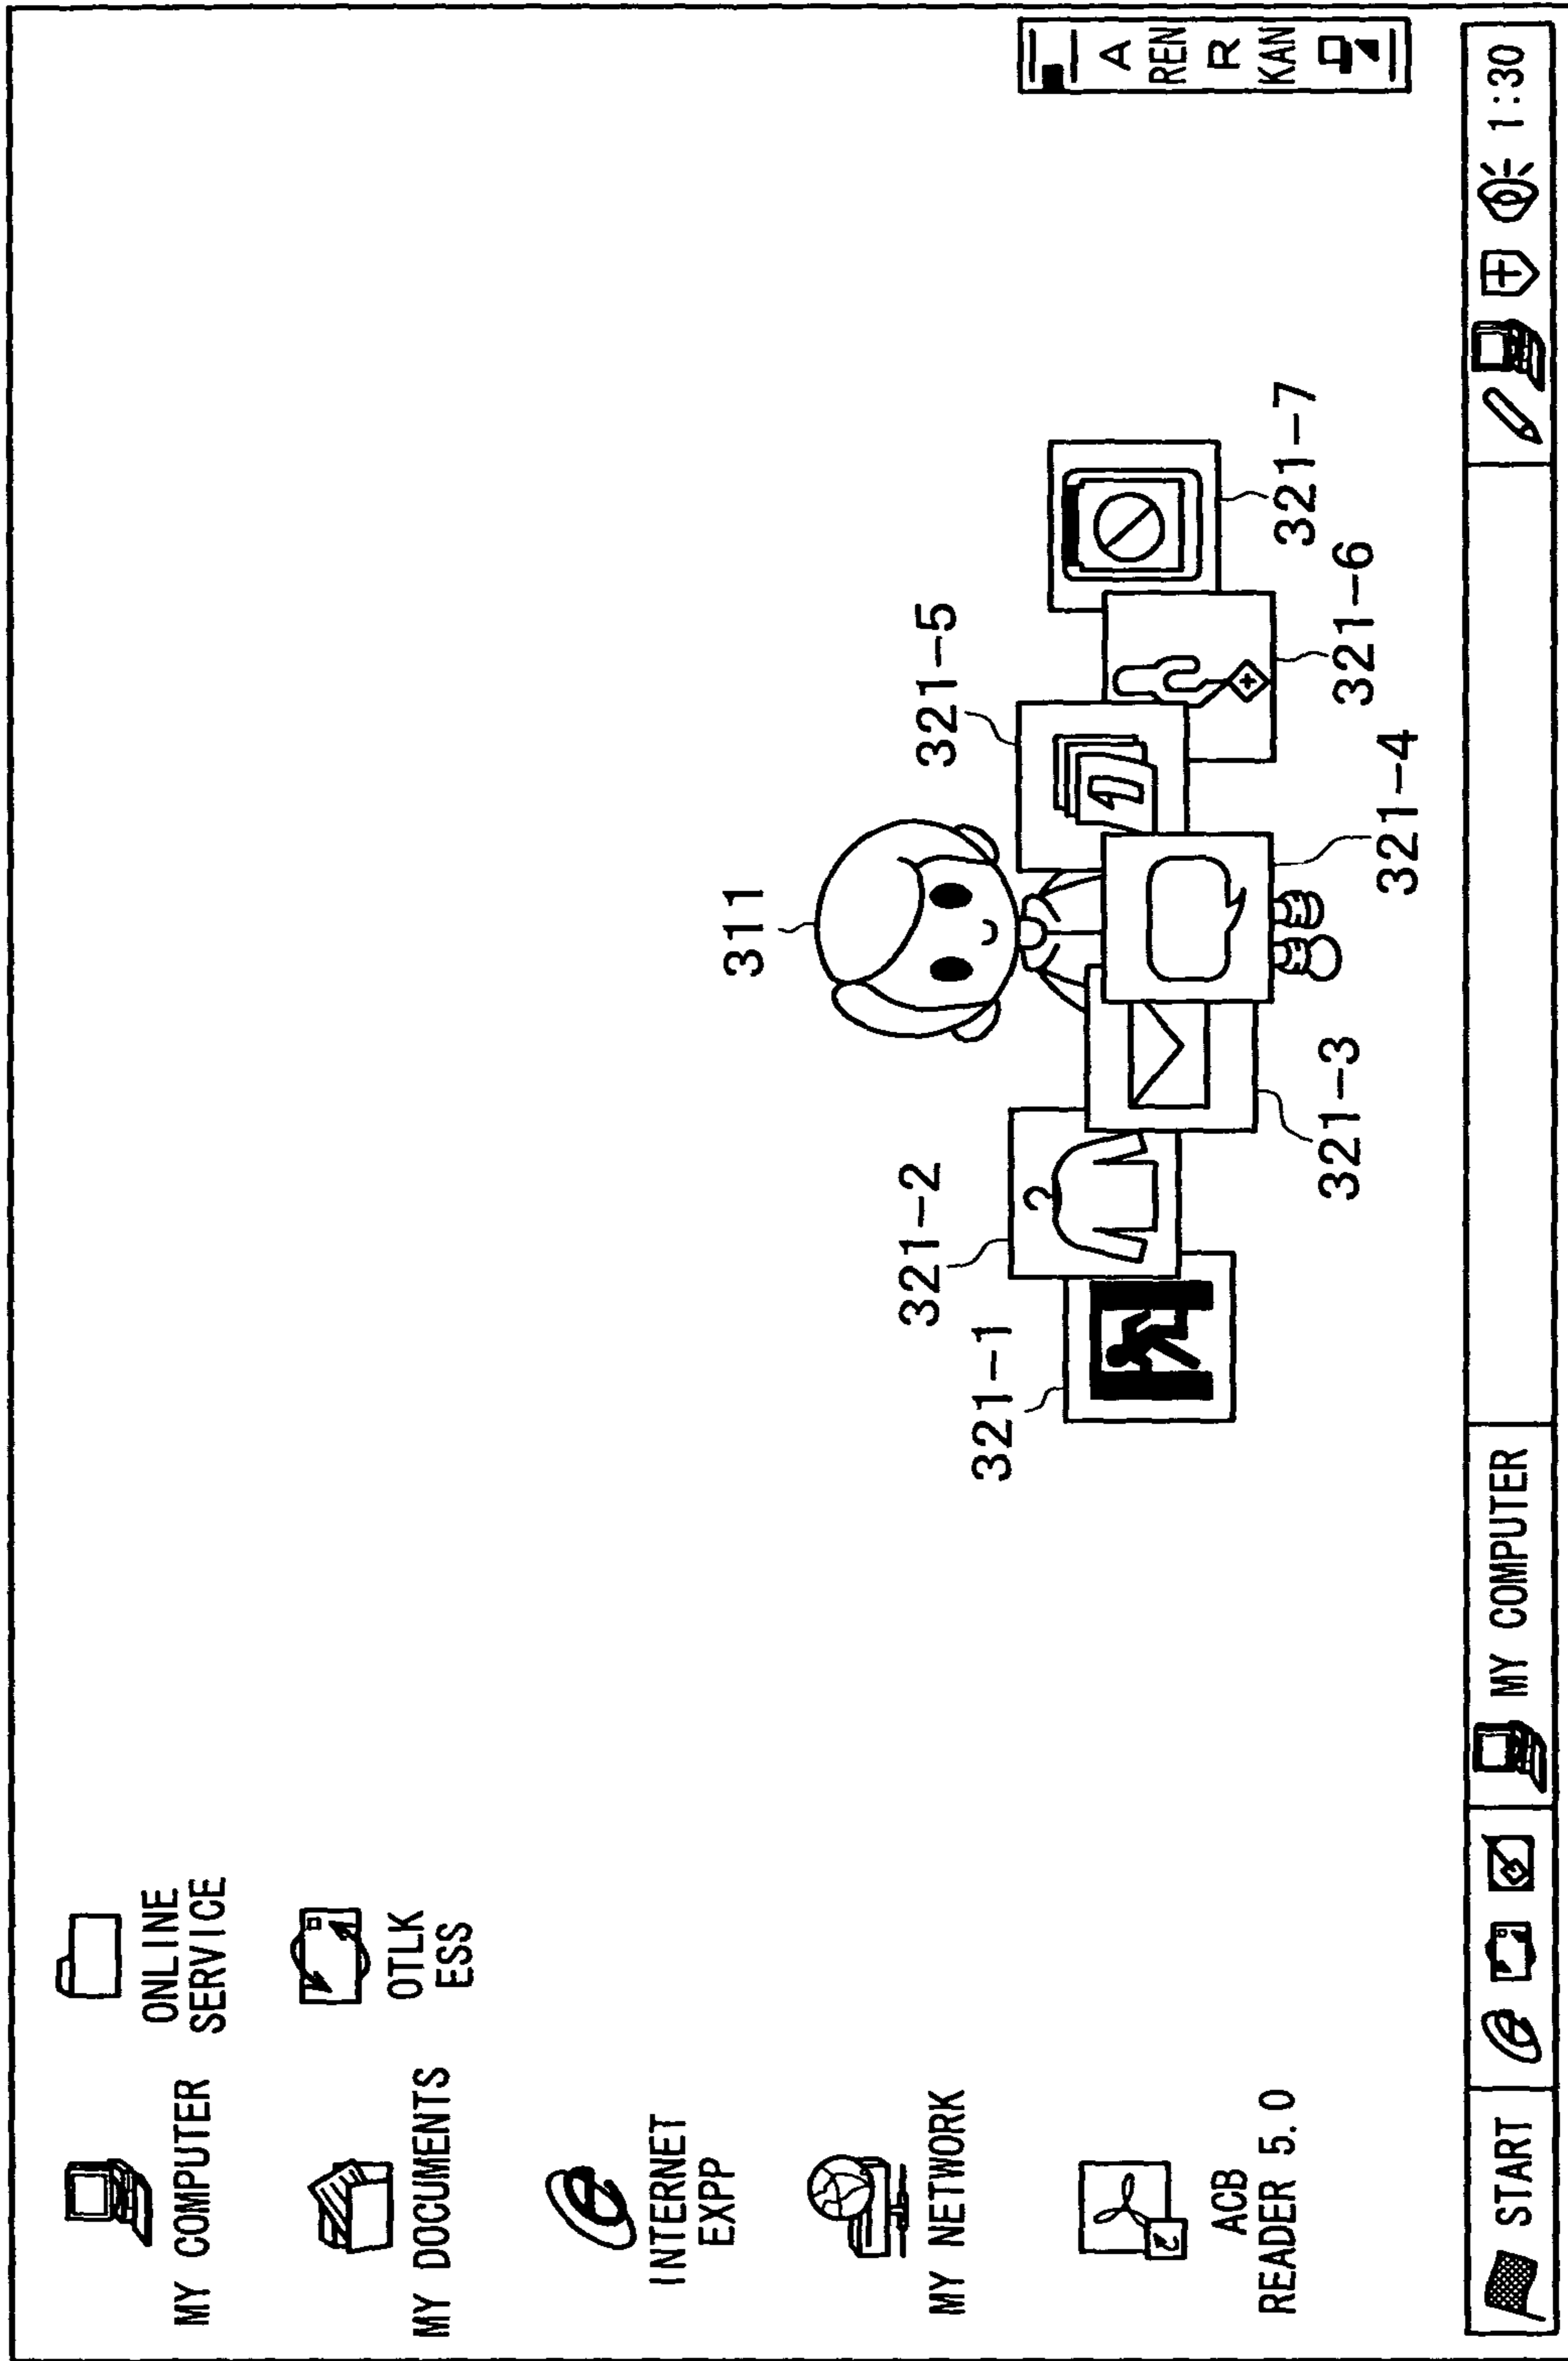 MY COMPUTER
ONLINE
SERVICE
MY DOCUMENTS
OTLK
ESS
INTERNET
EXPP
MY NETWORK
ACB
READER 5.0
311
321-1
321-2
321-3
321-4
321-5
321-6
321-7
A
REN
R
KAN
START
MY COMPUTER
1:30